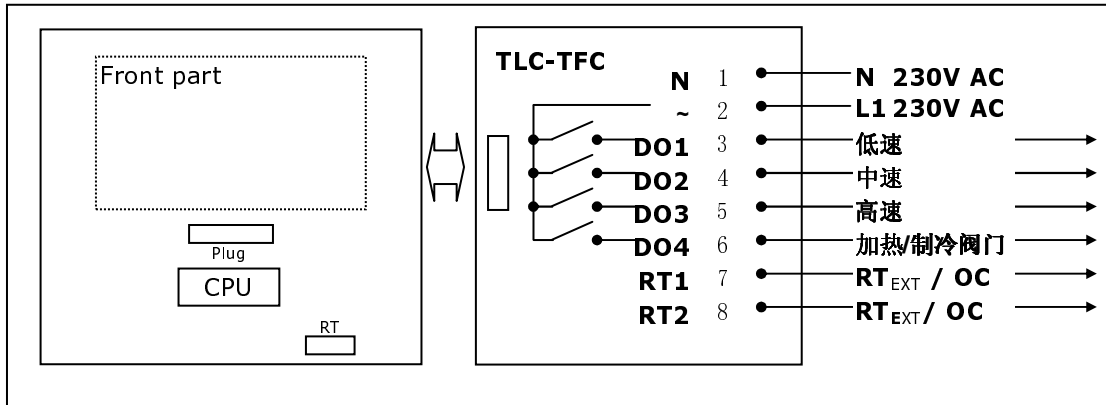 Front part
Plug
CPU
RT
TLC-TFC
N 1 N 230V AC
~ 2 L1 230V AC
DO1 3 低速
DO2 4 中速
DO3 5 高速
DO4 6 加热/制冷阀门
RT1 7 RTEXT / OC
RT2 8 RTEXT / OC